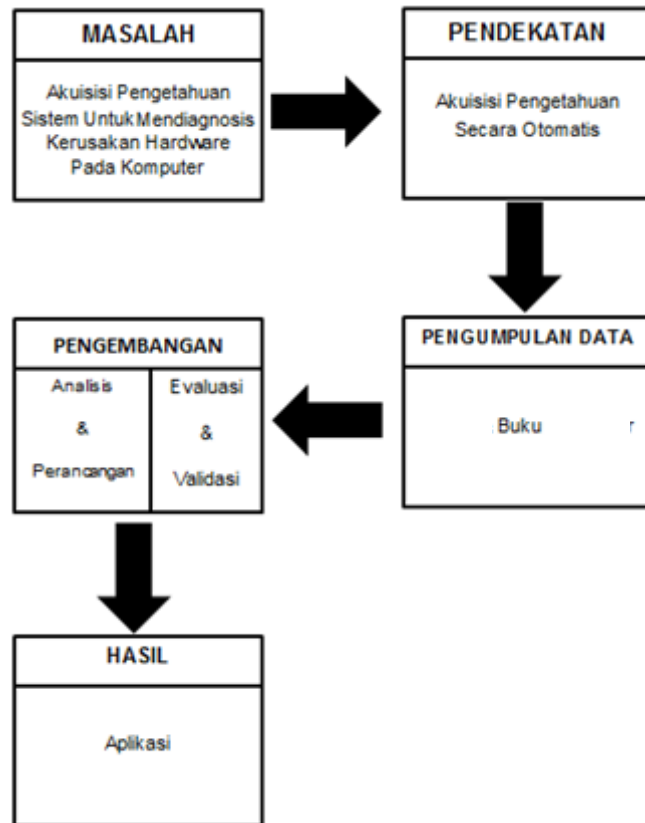 MASALAH
Akuisisi Pengetahuan
Sistem Untuk Mendiagnosis
Kerusakan Hardware
Pada Komputer
PENDEKATAN
Akuisisi Pengetahuan
Secara Otomatis
PENGUMPULAN DATA
Buku
PENGEMBANGAN
Analisis
&
Perancangan
Evaluasi
&
Validasi
HASIL
Aplikasi